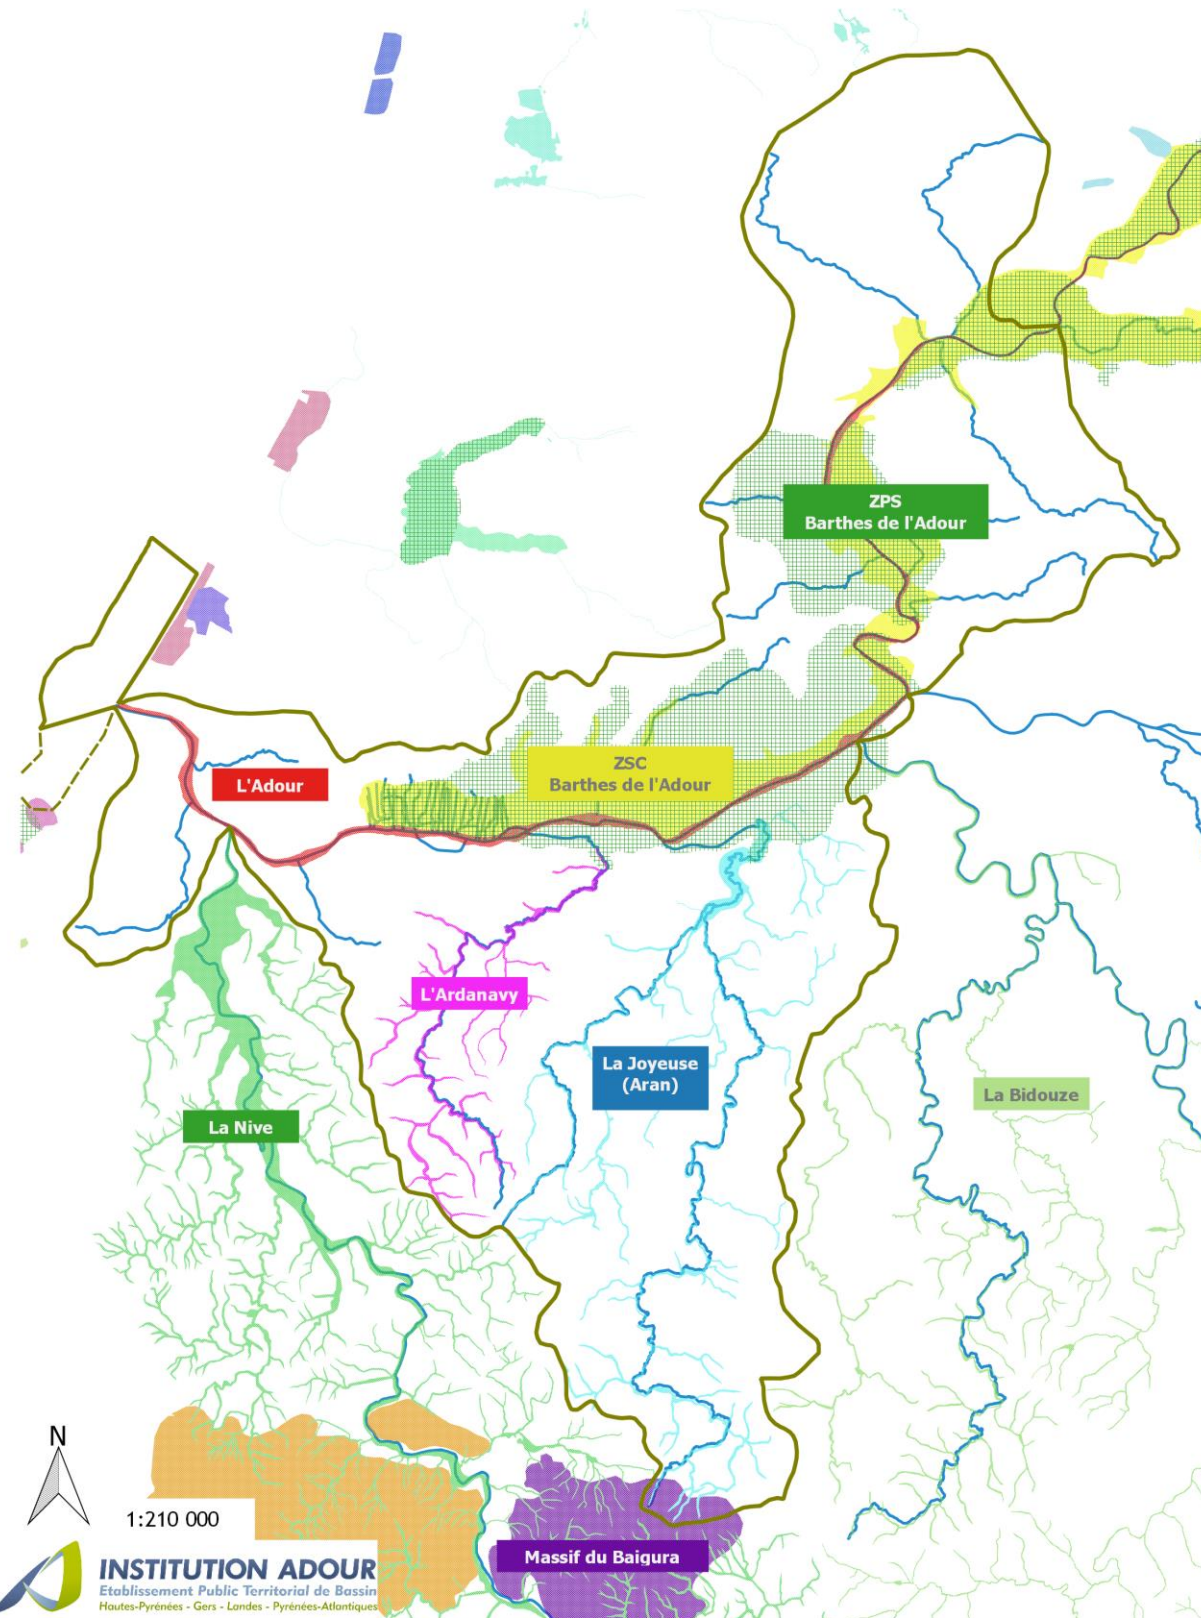 ZPS
Barthes de l'Adour
ZSC
Barthes de l'Adour
L'Adour
L'Ardanavy
La Joyeuse
(Aran)
La Bidouze
La Nive
N
1:210 000
Massif du Baigura
INSTITUTION ADOUR
Etablissement Public Territorial de Bassin
Hautes-Pyrénées - Gers - Landes - Pyrénées-Atlantiques